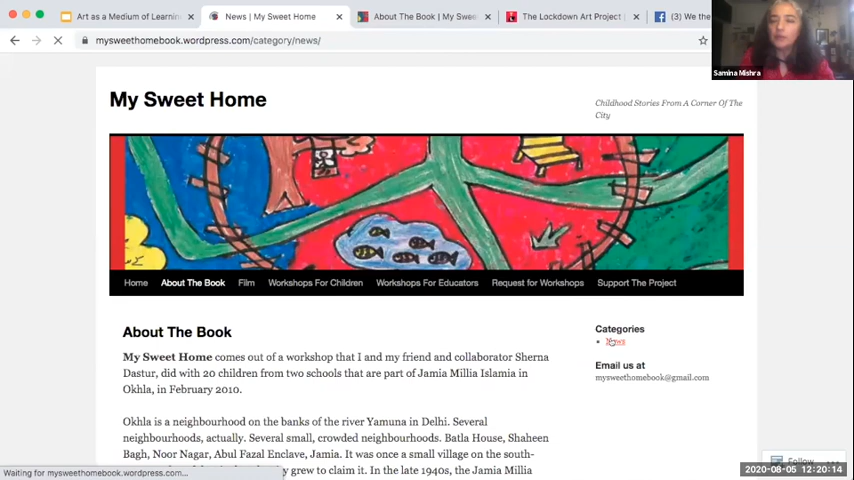 Art as a Medium of Learnin
News | My Sweet Home
About The Book | My Swe
The Lockdown Art Project |
(3) We the
mysweethomebook.wordpress.com/category/news/
Samina Mishra
My Sweet Home
Childhood Stories From A Corner Of The
City
Home About The Book Film Workshops For Children Workshops For Educators Request for Workshops Support The Project
About The Book
My Sweet Home comes out of a workshop that I and my friend and collaborator Sherna
Dastur, did with 20 children from two schools that are part of Jamia Millia Islamia in
Okhla, in February 2010.
Okhla is a neighbourhood on the banks of the river Yamuna in Delhi. Several
neighbourhoods, actually. Several small, crowded neighbourhoods. Batla House, Shaheen
Bagh, Noor Nagar, Abul Fazal Enclave, Jamia. It was once a small village on the south-
grew to claim it. In the late 1940s, the Jamia Millia
Categories
News
Email us at
mysweethomebook@gmail.com
Waiting for mysweethomebook.wordpress.com...
Follow
2020-08-05 12:20:14